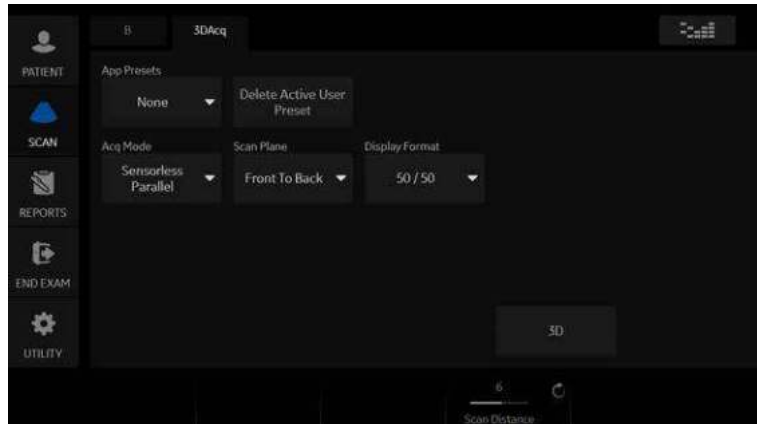 B
3DAcq
PATIENT
App Presets
None
Delete Active User
Preset
SCAN
Acq Mode
Scan Plane
Display Format
Sensorless
Parallel
Front To Back
50 / 50
REPORTS
END EXAM
3D
UTILITY
6
Scan Distance